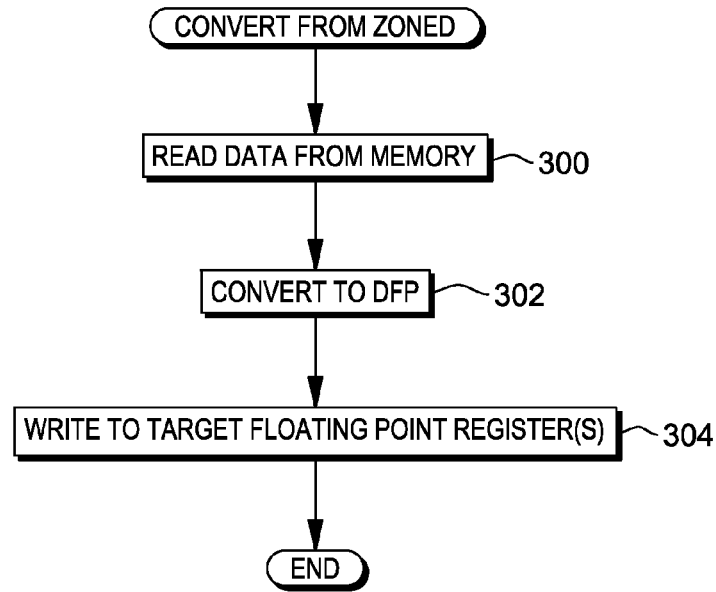 CONVERT FROM ZONED
READ DATA FROM MEMORY
300
CONVERT TO DFP
302
WRITE TO TARGET FLOATING POINT REGISTER(S)
304
END